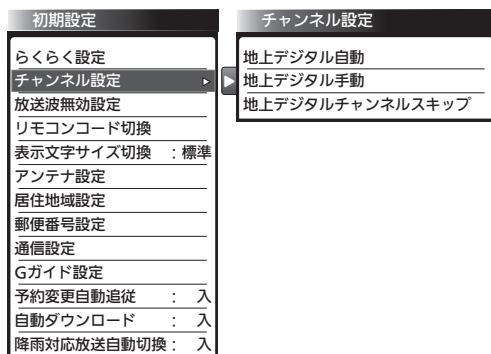 初期設定
らくらく設定
チャンネル設定
放送波無効設定
リモコンコード切換
表示文字サイズ切換 : 標準
アンテナ設定
居住地域設定
郵便番号設定
通信設定
Gガイド設定
予約変更自動追従 : 入
自動ダウンロード : 入
降雨対応放送自動切換 : 入
チャンネル設定
地上デジタル自動
地上デジタル手動
地上デジタルチャンネルスキップ